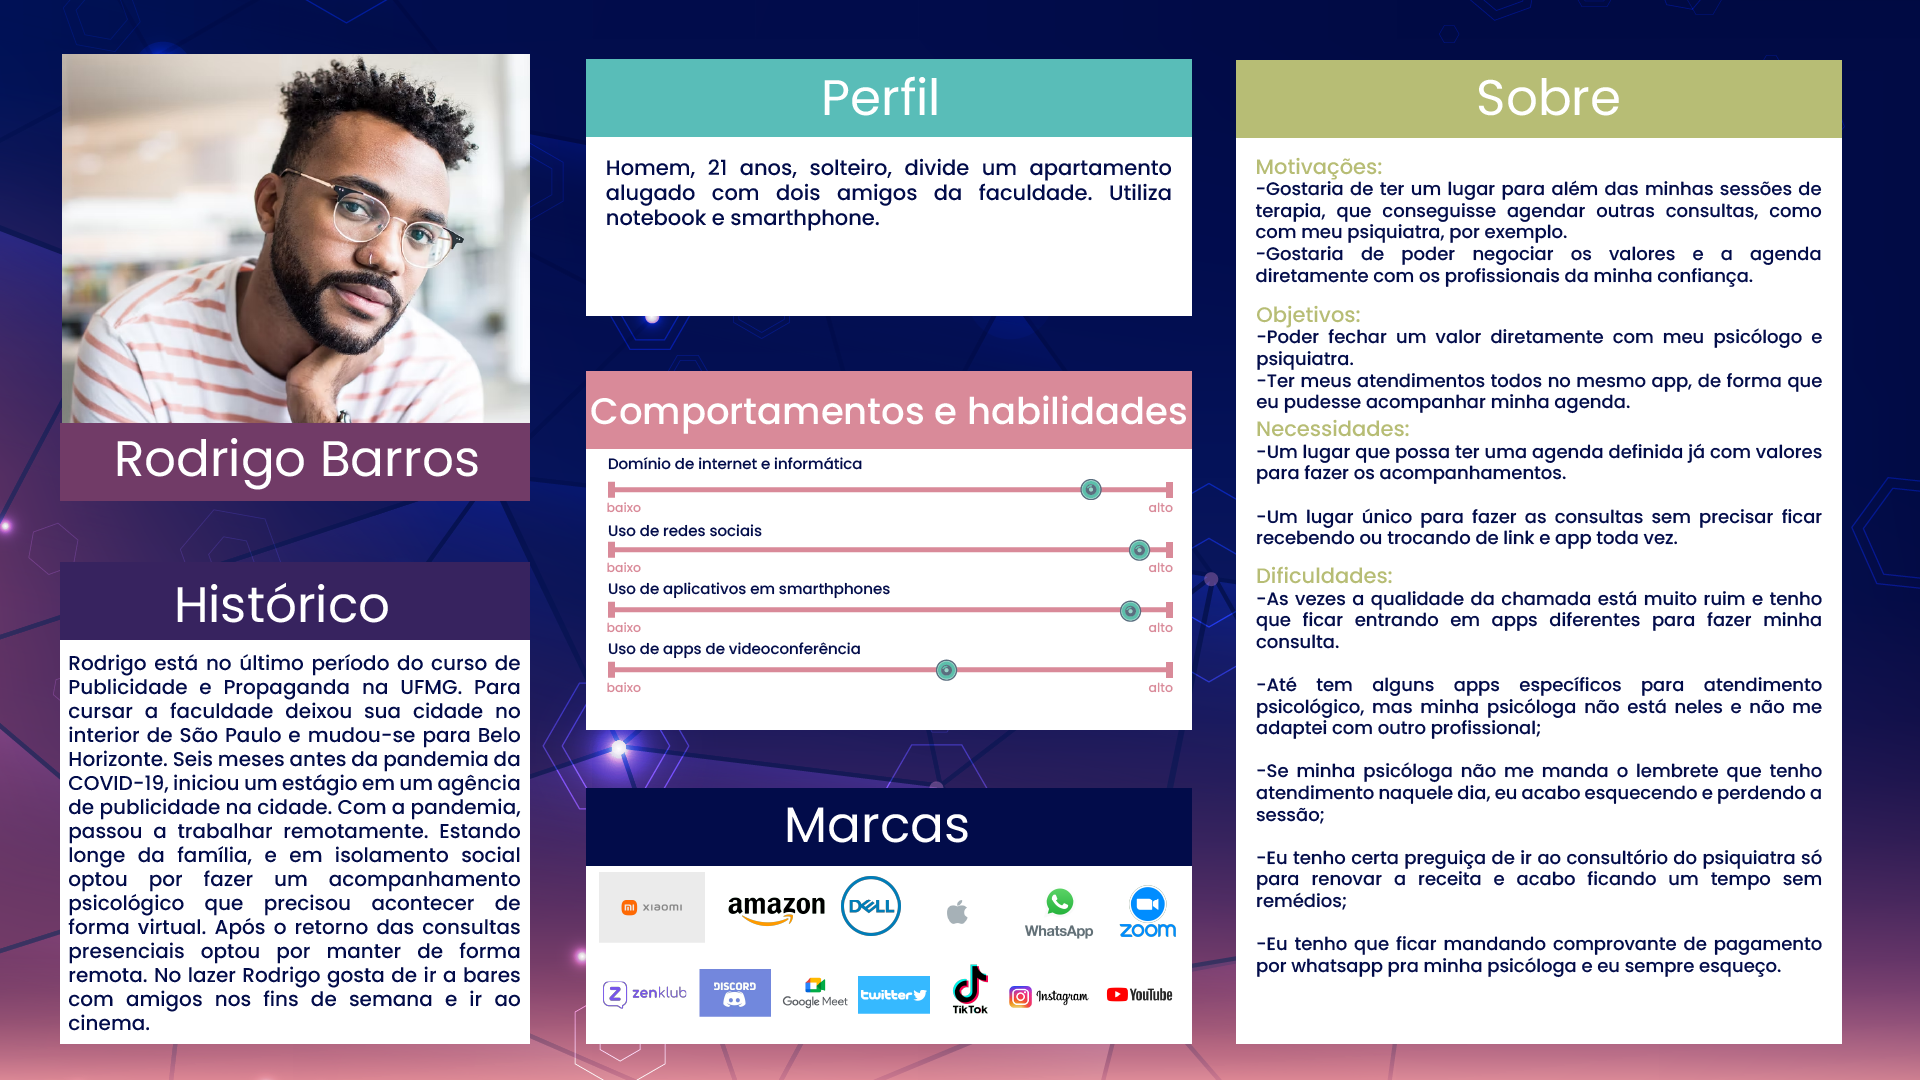 Rodrigo Barros
Histórico
Rodrigo está no último período do curso de
Publicidade e Propaganda na UFMG. Para
cursar a faculdade deixou sua cidade no
interior de São Paulo e mudou-se para Belo
Horizonte. Seis meses antes da pandemia da
COVID-19, iniciou um estágio em um agência
de publicidade na cidade. Com a pandemia,
passou a trabalhar remotamente. Estando
longe da família, e em isolamento social
optou por fazer um acompanhamento
psicológico que precisou acontecer de
forma virtual. Após o retorno das consultas
presenciais optou por manter de forma
remota. No lazer Rodrigo gosta de ir a bares
com amigos nos fins de semana e ir ao
cinema.
Perfil
Homem, 21 anos, solteiro, divide um apartamento
alugado com dois amigos da faculdade. Utiliza
notebook e smarthphone.
Comportamentos e habilidades
Domínio de internet e informática
baixo alto
Uso de redes sociais
baixo alto
Uso de aplicativos em smarthphones
baixo alto
Uso de apps de videoconferência
baixo alto
Marcas
mi xiaomi amazon DELL WhatsApp zoom
Z zenklub DISCORD Google Meet twitter TikTok Instagram YouTube
Sobre
Motivações:
-Gostaria de ter um lugar para além das minhas sessões de
terapia, que conseguisse agendar outras consultas, como
com meu psiquiatra, por exemplo.
-Gostaria de poder negociar os valores e a agenda
diretamente com os profissionais da minha confiança.
Objetivos:
-Poder fechar um valor diretamente com meu psicólogo e
psiquiatra.
-Ter meus atendimentos todos no mesmo app, de forma que
eu pudesse acompanhar minha agenda.
Necessidades:
-Um lugar que possa ter uma agenda definida já com valores
para fazer os acompanhamentos.
-Um lugar único para fazer as consultas sem precisar ficar
recebendo ou trocando de link e app toda vez.
Dificuldades:
-As vezes a qualidade da chamada está muito ruim e tenho
que ficar entrando em apps diferentes para fazer minha
consulta.
-Até tem alguns apps específicos para atendimento
psicológico, mas minha psicóloga não está neles e não me
adaptei com outro profissional;
-Se minha psicóloga não me manda o lembrete que tenho
atendimento naquele dia, eu acabo esquecendo e perdendo a
sessão;
-Eu tenho certa preguiça de ir ao consultório do psiquiatra só
para renovar a receita e acabo ficando um tempo sem
remédios;
-Eu tenho que ficar mandando comprovante de pagamento
por whatsapp pra minha psicóloga e eu sempre esqueço.